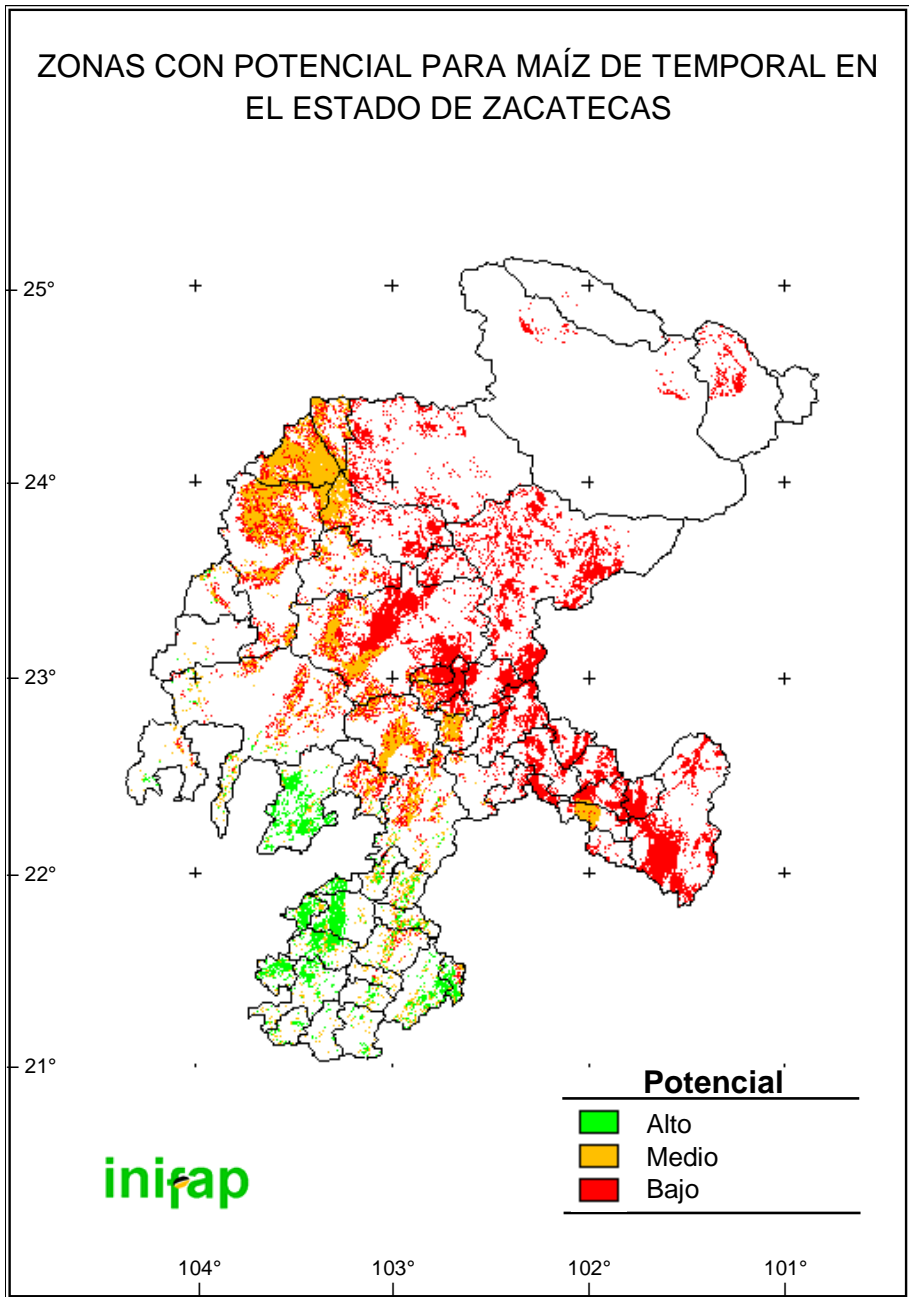 ZONAS CON POTENCIAL PARA MAÍZ DE TEMPORAL EN
EL ESTADO DE ZACATECAS
25°
24°
23°
22°
21°
Potencial
Alto
Medio
Bajo
inifap
104°
103°
102°
101°